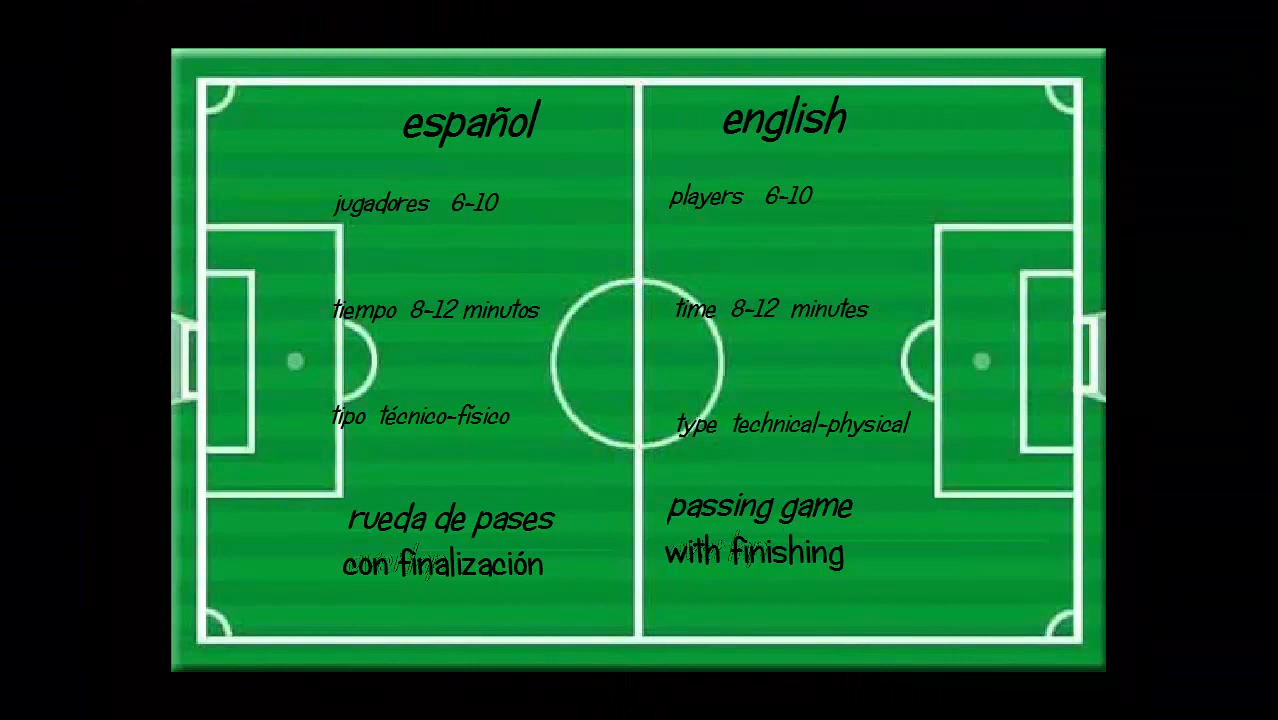 español
jugadores 6-10
tiempo 8-12 minutos
tipo técnico-físico
rueda de pases
con finalización
english
players 6-10
time 8-12 minutes
type technical-physical
passing game
with finishing